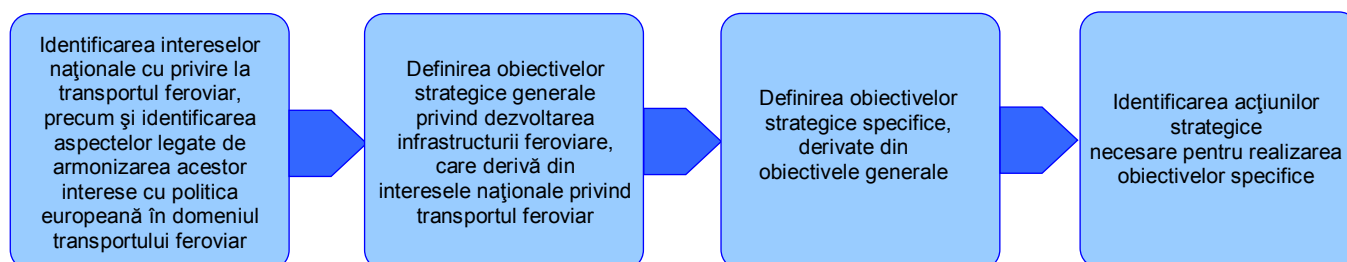 Identificarea intereselor
naţionale cu privire la
transportul feroviar,
precum şi identificarea
aspectelor legate de
armonizarea acestor
interese cu politica
europeană în domeniul
transportului feroviar
Definirea obiectivelor
strategice generale
privind dezvoltarea
infrastructurii feroviare,
care derivă din
interesele naţionale privind
transportul feroviar
Definirea obiectivelor
strategice specifice,
derivate din
obiectivele generale
Identificarea acţiunilor
strategice
necesare pentru realizarea
obiectivelor specifice